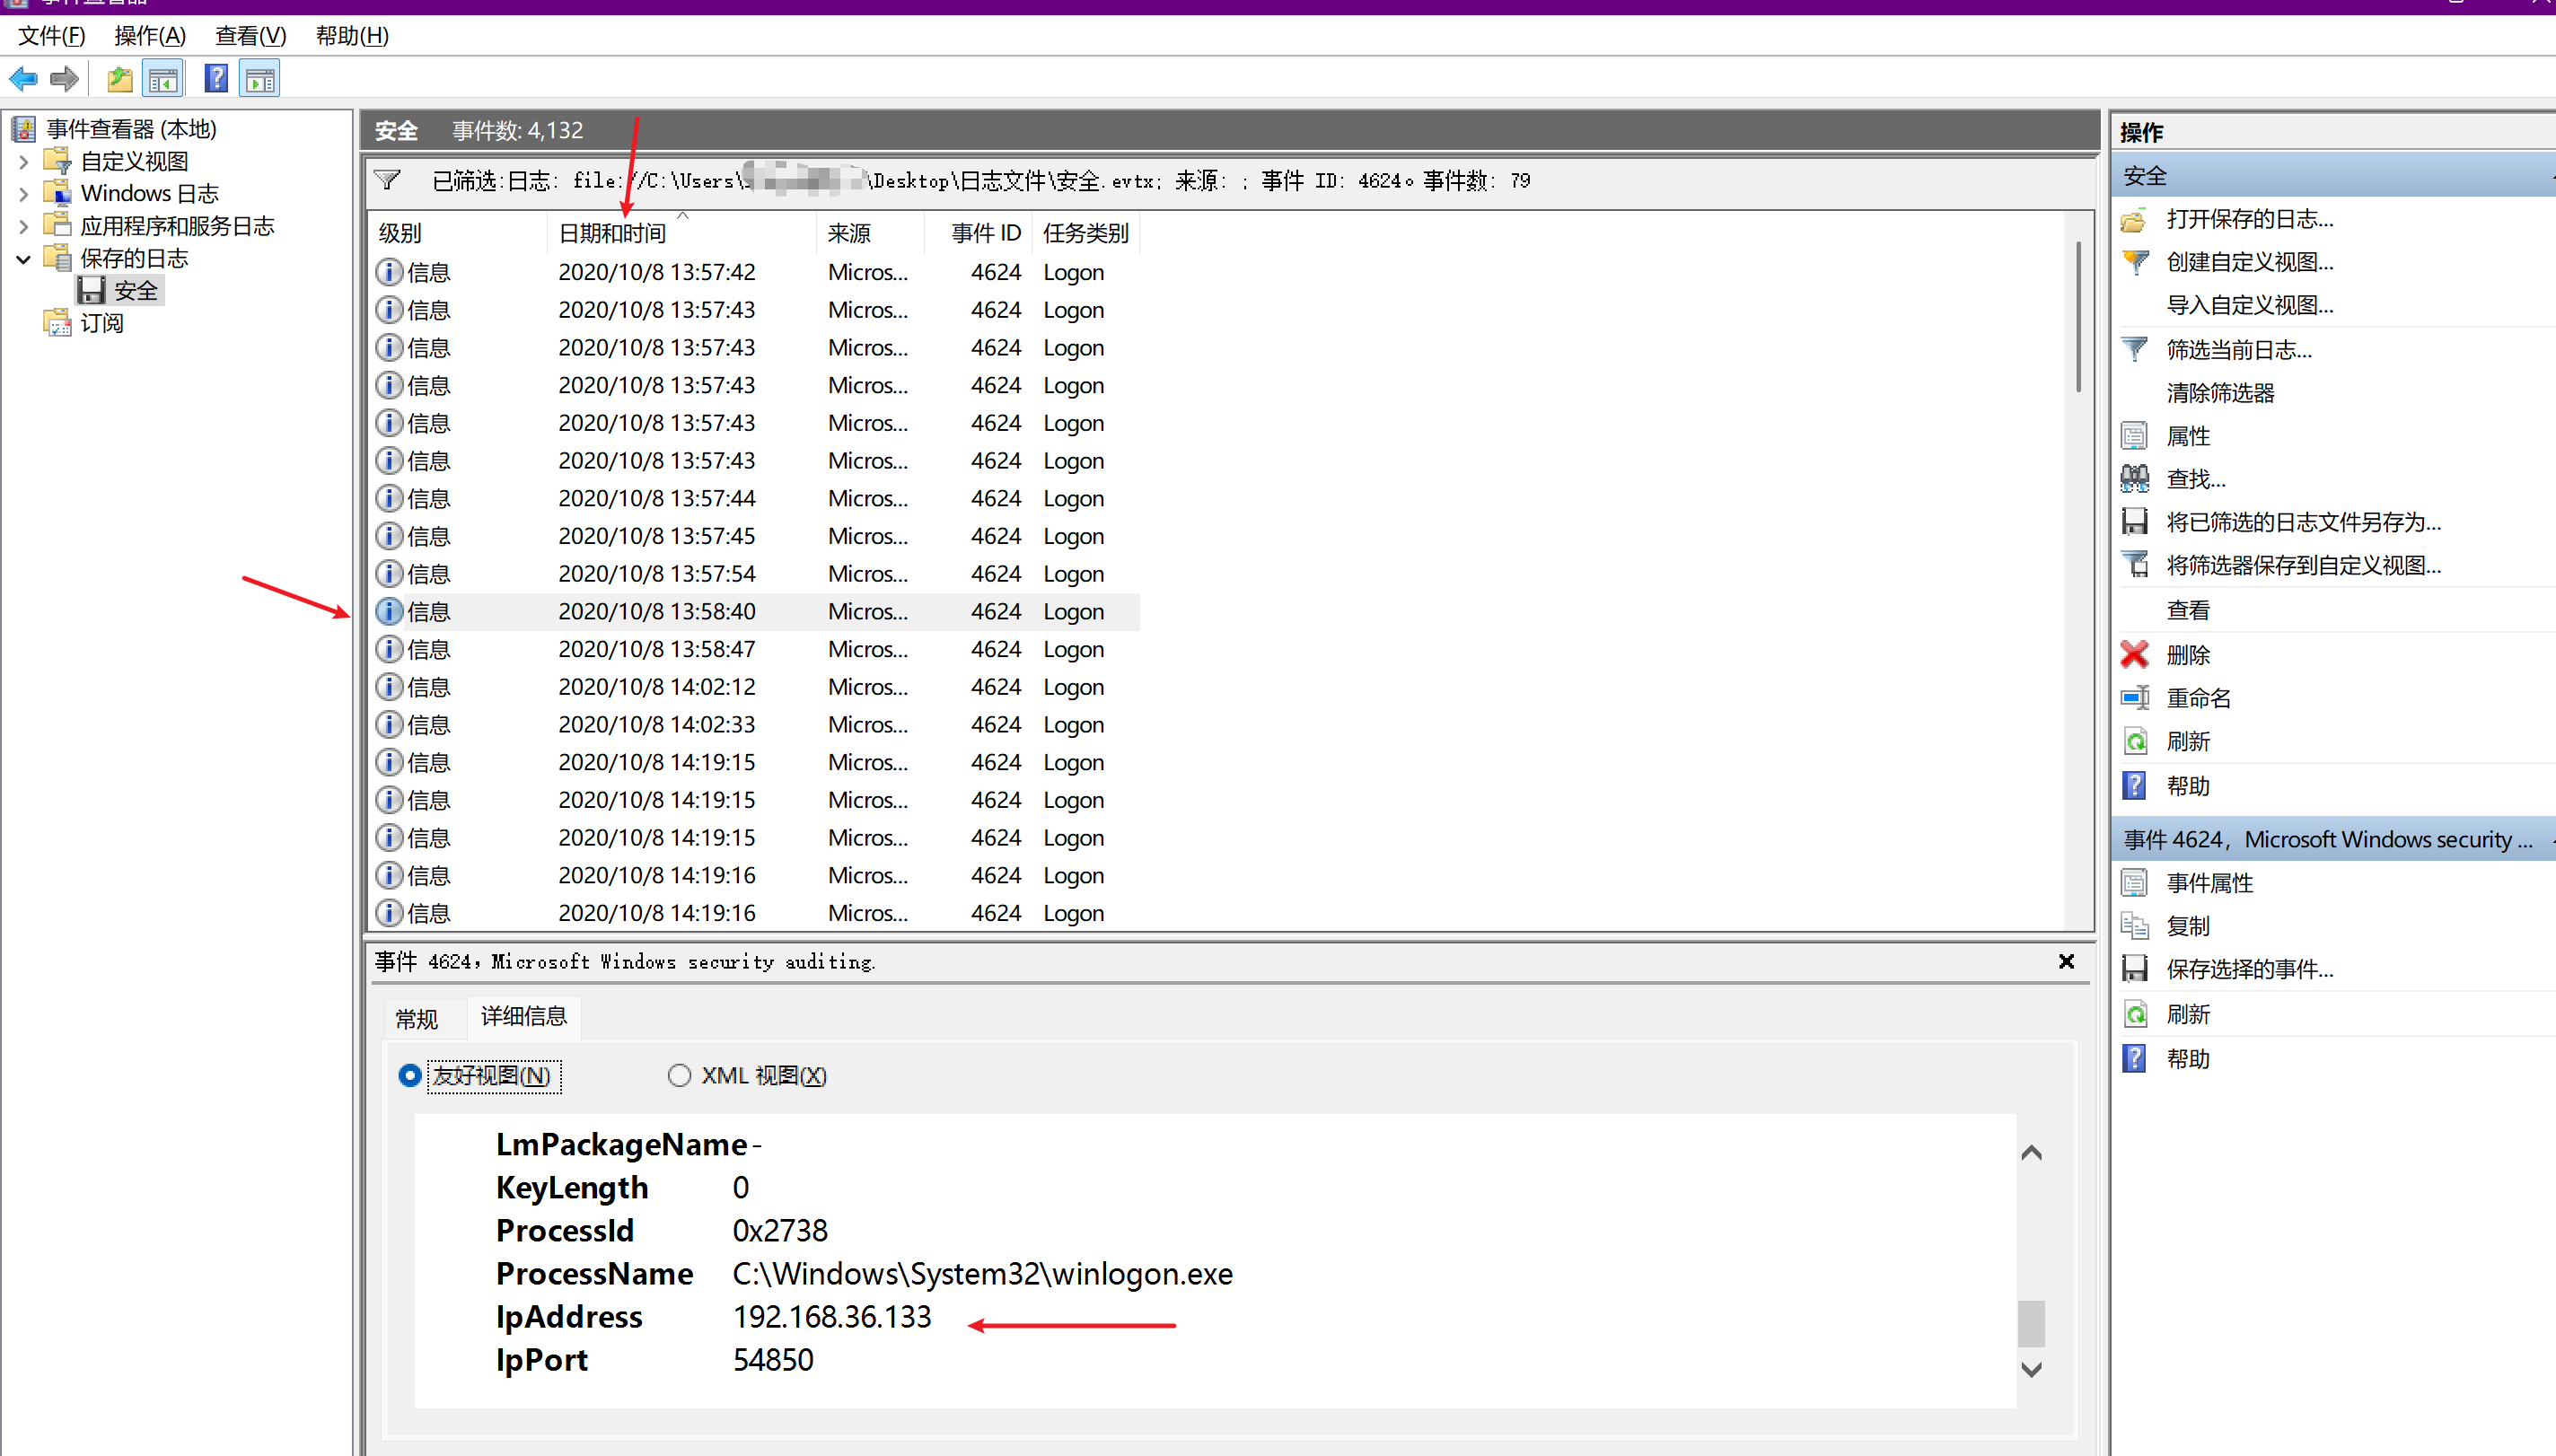 文件(F) 操作(A) 查看(V) 帮助(H)
事件查看器 (本地)
自定义视图
Windows 日志
应用程序和服务日志
保存的日志
安全
订阅
安全 事件数: 4,132
已筛选:日志: file://C:\Users\ \Desktop\日志文件\安全.evtx; 来源: ; 事件 ID: 4624。事件数: 79
级别 日期和时间 来源 事件 ID 任务类别
信息 2020/10/8 13:57:42 Micros... 4624 Logon
信息 2020/10/8 13:57:43 Micros... 4624 Logon
信息 2020/10/8 13:57:43 Micros... 4624 Logon
信息 2020/10/8 13:57:43 Micros... 4624 Logon
信息 2020/10/8 13:57:43 Micros... 4624 Logon
信息 2020/10/8 13:57:43 Micros... 4624 Logon
信息 2020/10/8 13:57:44 Micros... 4624 Logon
信息 2020/10/8 13:57:45 Micros... 4624 Logon
信息 2020/10/8 13:57:54 Micros... 4624 Logon
信息 2020/10/8 13:58:40 Micros... 4624 Logon
信息 2020/10/8 13:58:47 Micros... 4624 Logon
信息 2020/10/8 14:02:12 Micros... 4624 Logon
信息 2020/10/8 14:02:33 Micros... 4624 Logon
信息 2020/10/8 14:19:15 Micros... 4624 Logon
信息 2020/10/8 14:19:15 Micros... 4624 Logon
信息 2020/10/8 14:19:15 Micros... 4624 Logon
信息 2020/10/8 14:19:16 Micros... 4624 Logon
信息 2020/10/8 14:19:16 Micros... 4624 Logon
事件 4624，Microsoft Windows security auditing.
常规 详细信息
友好视图(N) XML 视图(X)
LmPackageName -
KeyLength 0
ProcessId 0x2738
ProcessName C:\Windows\System32\winlogon.exe
IpAddress 192.168.36.133
IpPort 54850
操作
安全
打开保存的日志...
创建自定义视图...
导入自定义视图...
筛选当前日志...
清除筛选器
属性
查找...
将已筛选的日志文件另存为...
将筛选器保存到自定义视图...
查看
删除
重命名
刷新
帮助
事件 4624，Microsoft Windows security ...
事件属性
复制
保存选择的事件...
刷新
帮助